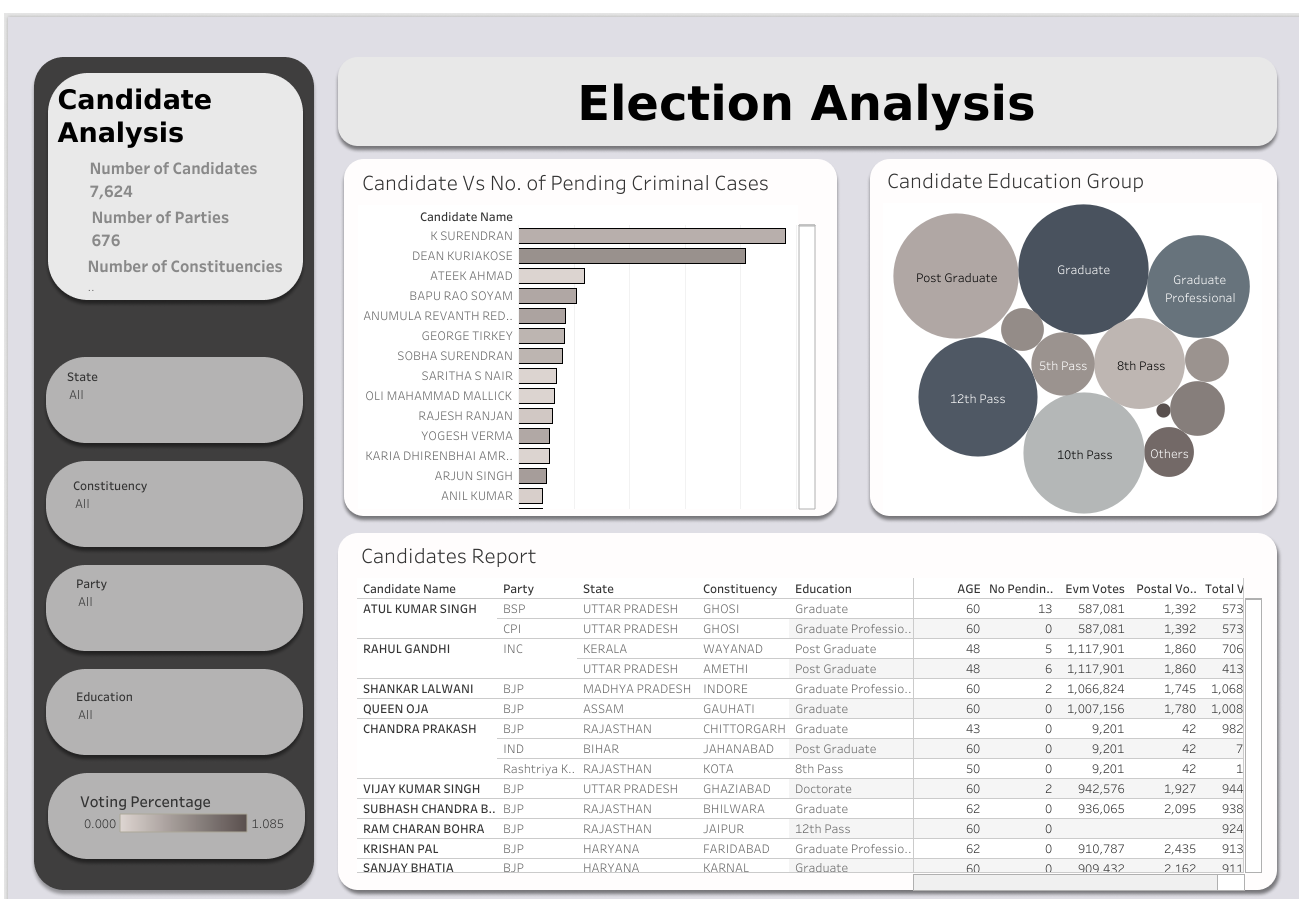 Candidate
Analysis
Number of Candidates
7,624
Number of Parties
676
Number of Constituencies
..
State
All
Constituency
All
Party
All
Education
All
Voting Percentage
0.000 1.085
Election Analysis
Candidate Vs No. of Pending Criminal Cases
Candidate Name
K SURENDRAN
DEAN KURIAKOSE
ATEEK AHMAD
BAPU RAO SOYAM
ANUMULA REVANTH RED..
GEORGE TIRKEY
SOBHA SURENDRAN
SARITHA S NAIR
OLI MAHAMMAD MALLICK
RAJESH RANJAN
YOGESH VERMA
KARIA DHIRENBHAI AMR..
ARJUN SINGH
ANIL KUMAR
Candidate Education Group
Post Graduate
Graduate
Graduate
Professional
5th Pass
8th Pass
12th Pass
10th Pass
Others
Candidates Report
Candidate Name Party State Constituency Education AGE No Pendin.. Evm Votes Postal Vo.. Total V
ATUL KUMAR SINGH BSP UTTAR PRADESH GHOSI Graduate 60 13 587,081 1,392 573
CPI UTTAR PRADESH GHOSI Graduate Professio.. 60 0 587,081 1,392 573
RAHUL GANDHI INC KERALA WAYANAD Post Graduate 48 5 1,117,901 1,860 706
UTTAR PRADESH AMETHI Post Graduate 48 6 1,117,901 1,860 413
SHANKAR LALWANI BJP MADHYA PRADESH INDORE Graduate Professio.. 60 2 1,066,824 1,745 1,068
QUEEN OJA BJP ASSAM GAUHATI Graduate 60 0 1,007,156 1,780 1,008
CHANDRA PRAKASH BJP RAJASTHAN CHITTORGARH Graduate 43 0 9,201 42 982
IND BIHAR JAHANABAD Post Graduate 60 0 9,201 42 7
Rashtriya K.. RAJASTHAN KOTA 8th Pass 50 0 9,201 42 1
VIJAY KUMAR SINGH BJP UTTAR PRADESH GHAZIABAD Doctorate 60 2 942,576 1,927 944
SUBHASH CHANDRA B.. BJP RAJASTHAN BHILWARA Graduate 62 0 936,065 2,095 938
RAM CHARAN BOHRA BJP RAJASTHAN JAIPUR 12th Pass 60 0 924
KRISHAN PAL BJP HARYANA FARIDABAD Graduate Professio.. 62 0 910,787 2,435 913
SANJAY BHATIA BJP HARYANA KARNAL Graduate 60 0 909,432 2,162 911